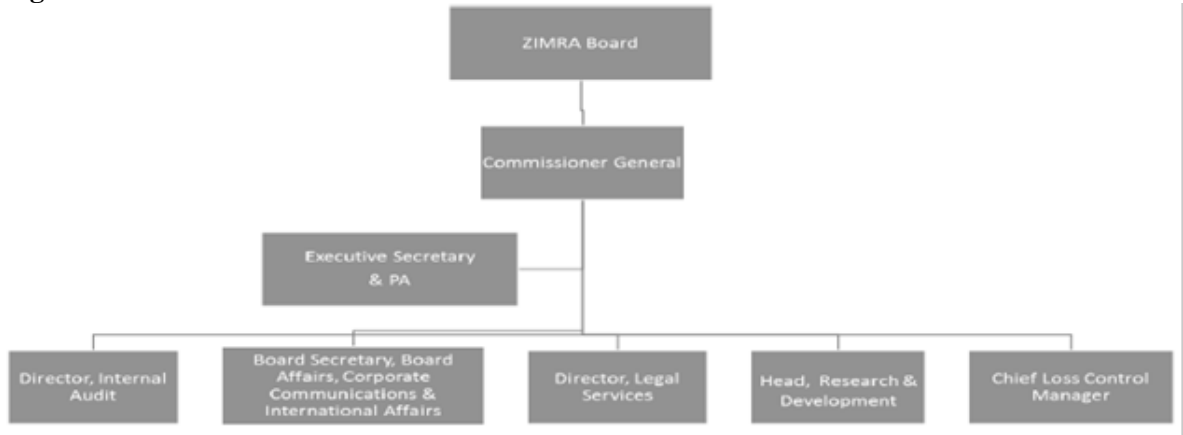 ZIMRA Board
Commissioner General
Executive Secretary
& PA
Director, Internal
Audit
Board Secretary, Board
Affairs, Corporate
Communications &
International Affairs
Director, Legal
Services
Head, Research &
Development
Chief Loss Control
Manager